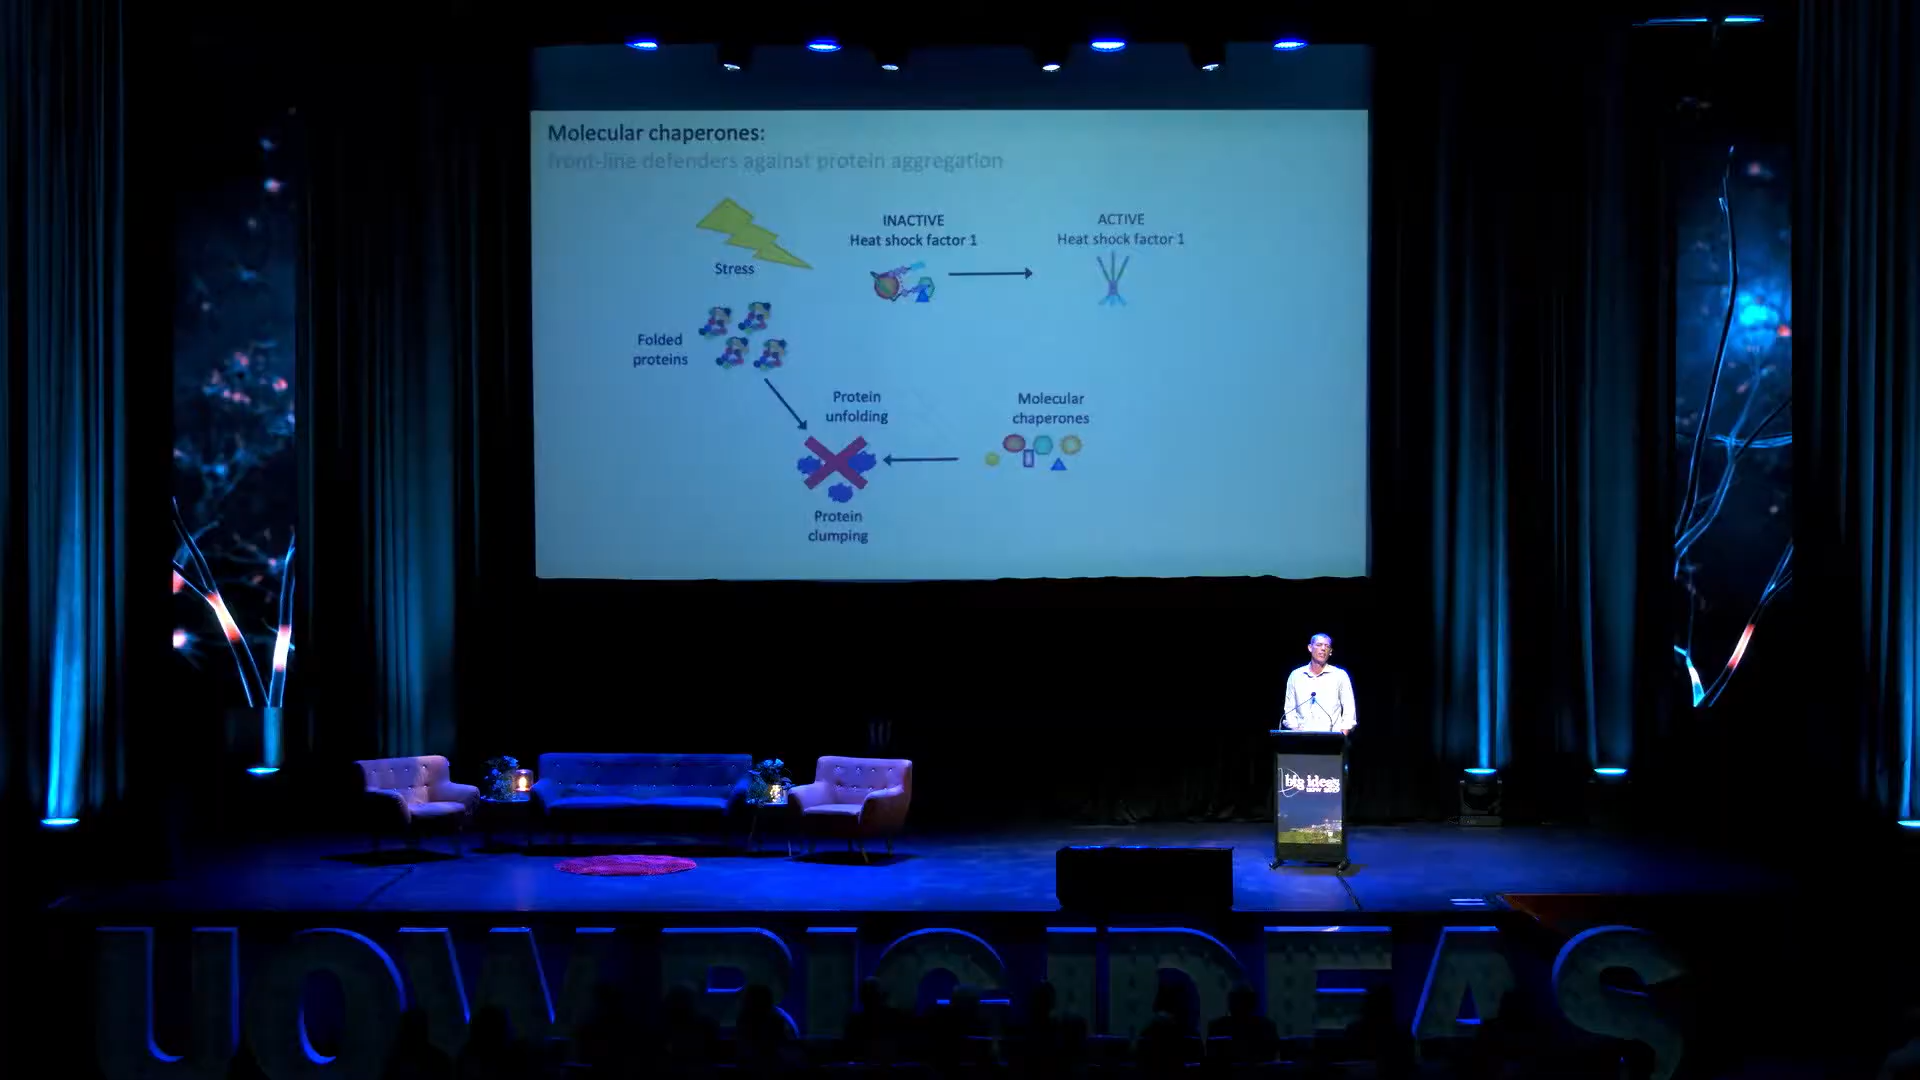 Molecular chaperones:
front-line defenders against protein aggregation
INACTIVE
Heat shock factor 1
ACTIVE
Heat shock factor 1
Stress
Folded
proteins
Protein
unfolding
Molecular
chaperones
Protein
clumping
big ideas
UOW BIG IDEAS